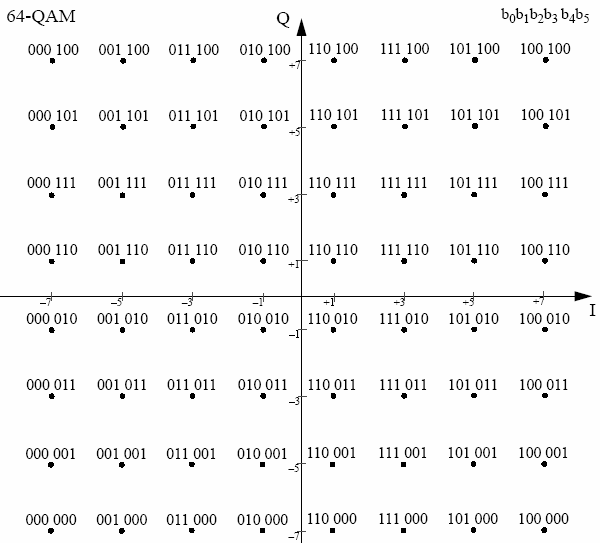 64-QAM Q b0b1b2b3 b4b5
000 100 001 100 011 100 010 100 110 100 111 100 101 100 100 100
+7
000 101 001 101 011 101 010 101 110 101 111 101 101 101 100 101
+5
000 111 001 111 011 111 010 111 110 111 111 111 101 111 100 111
+3
000 110 001 110 011 110 010 110 110 110 111 110 101 110 100 110
+1
−7 −5 −3 −1 +1 +3 +5 +7 I
000 010 001 010 011 010 010 010 110 010 111 010 101 010 100 010
−1
000 011 001 011 011 011 010 011 110 011 111 011 101 011 100 011
−3
000 001 001 001 011 001 010 001 110 001 111 001 101 001 100 001
−5
000 000 001 000 011 000 010 000 110 000 111 000 101 000 100 000
−7